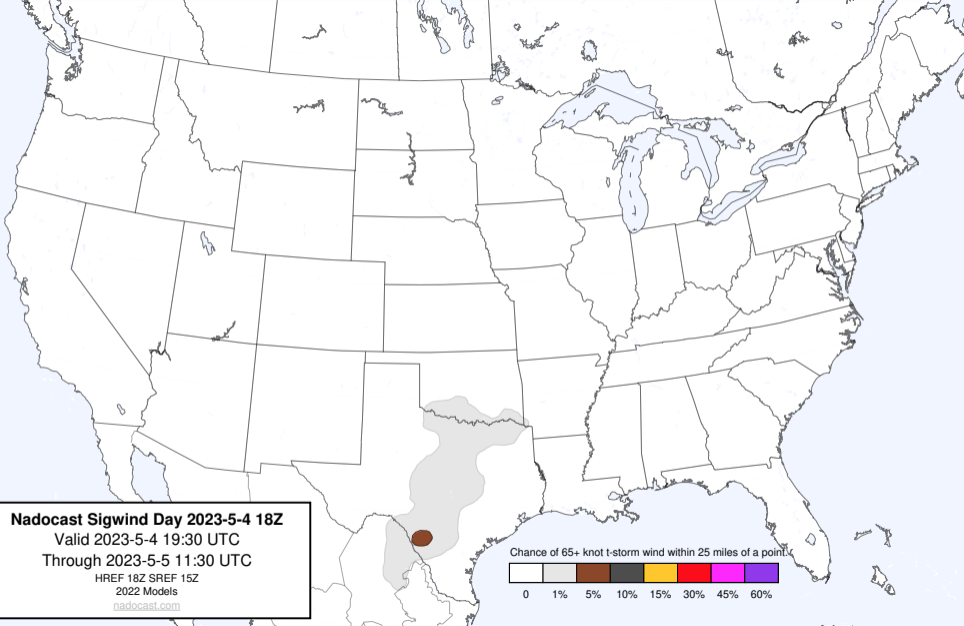 Nadocast Sigwind Day 2023-5-4 18Z
Valid 2023-5-4 19:30 UTC
Through 2023-5-5 11:30 UTC
HREF 18Z SREF 15Z
2022 Models
nadocast.com
Chance of 65+ knot t-storm wind within 25 miles of a point.
0 1% 5% 10% 15% 30% 45% 60%